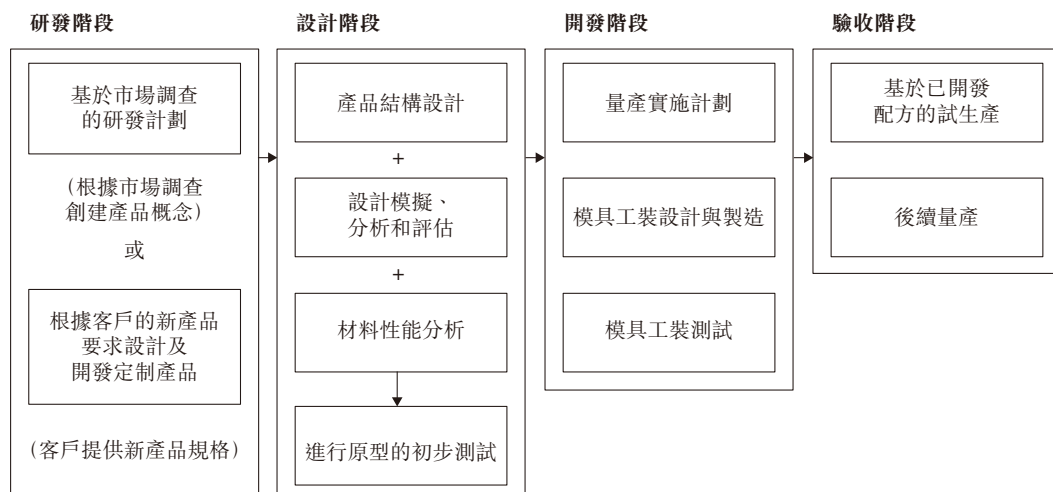 研發階段
基於市場調查
的研發計劃
(根據市場調查
創建產品概念)
或
根據客戶的新產品
要求設計及
開發定制產品
(客戶提供新產品規格)
設計階段
產品結構設計
+
設計模擬、
分析和評估
+
材料性能分析
進行原型的初步測試
開發階段
量產實施計劃
模具工裝設計與製造
模具工裝測試
驗收階段
基於已開發
配方的試生產
後續量產